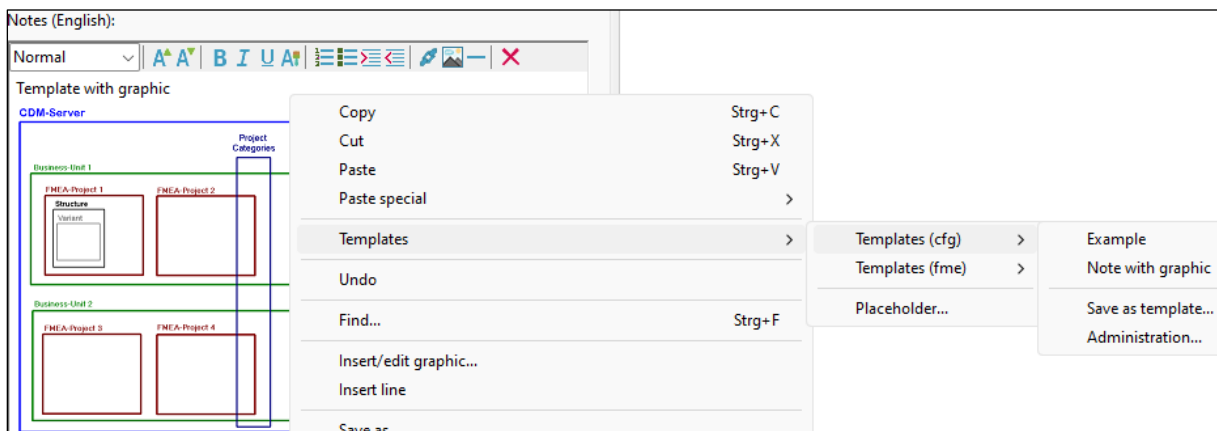 Notes (English):
Normal
Template with graphic
CDM-Server
Project
Categories
Business-Unit 1
FMEA-Project 1
FMEA-Project 2
Structure
Variant
Business-Unit 2
FMEA-Project 3
FMEA-Project 4
Copy Strg+C
Cut Strg+X
Paste Strg+V
Paste special
Templates
Undo
Find... Strg+F
Insert/edit graphic...
Insert line
Save as
Templates (cfg)
Templates (fme)
Placeholder...
Example
Note with graphic
Save as template...
Administration...